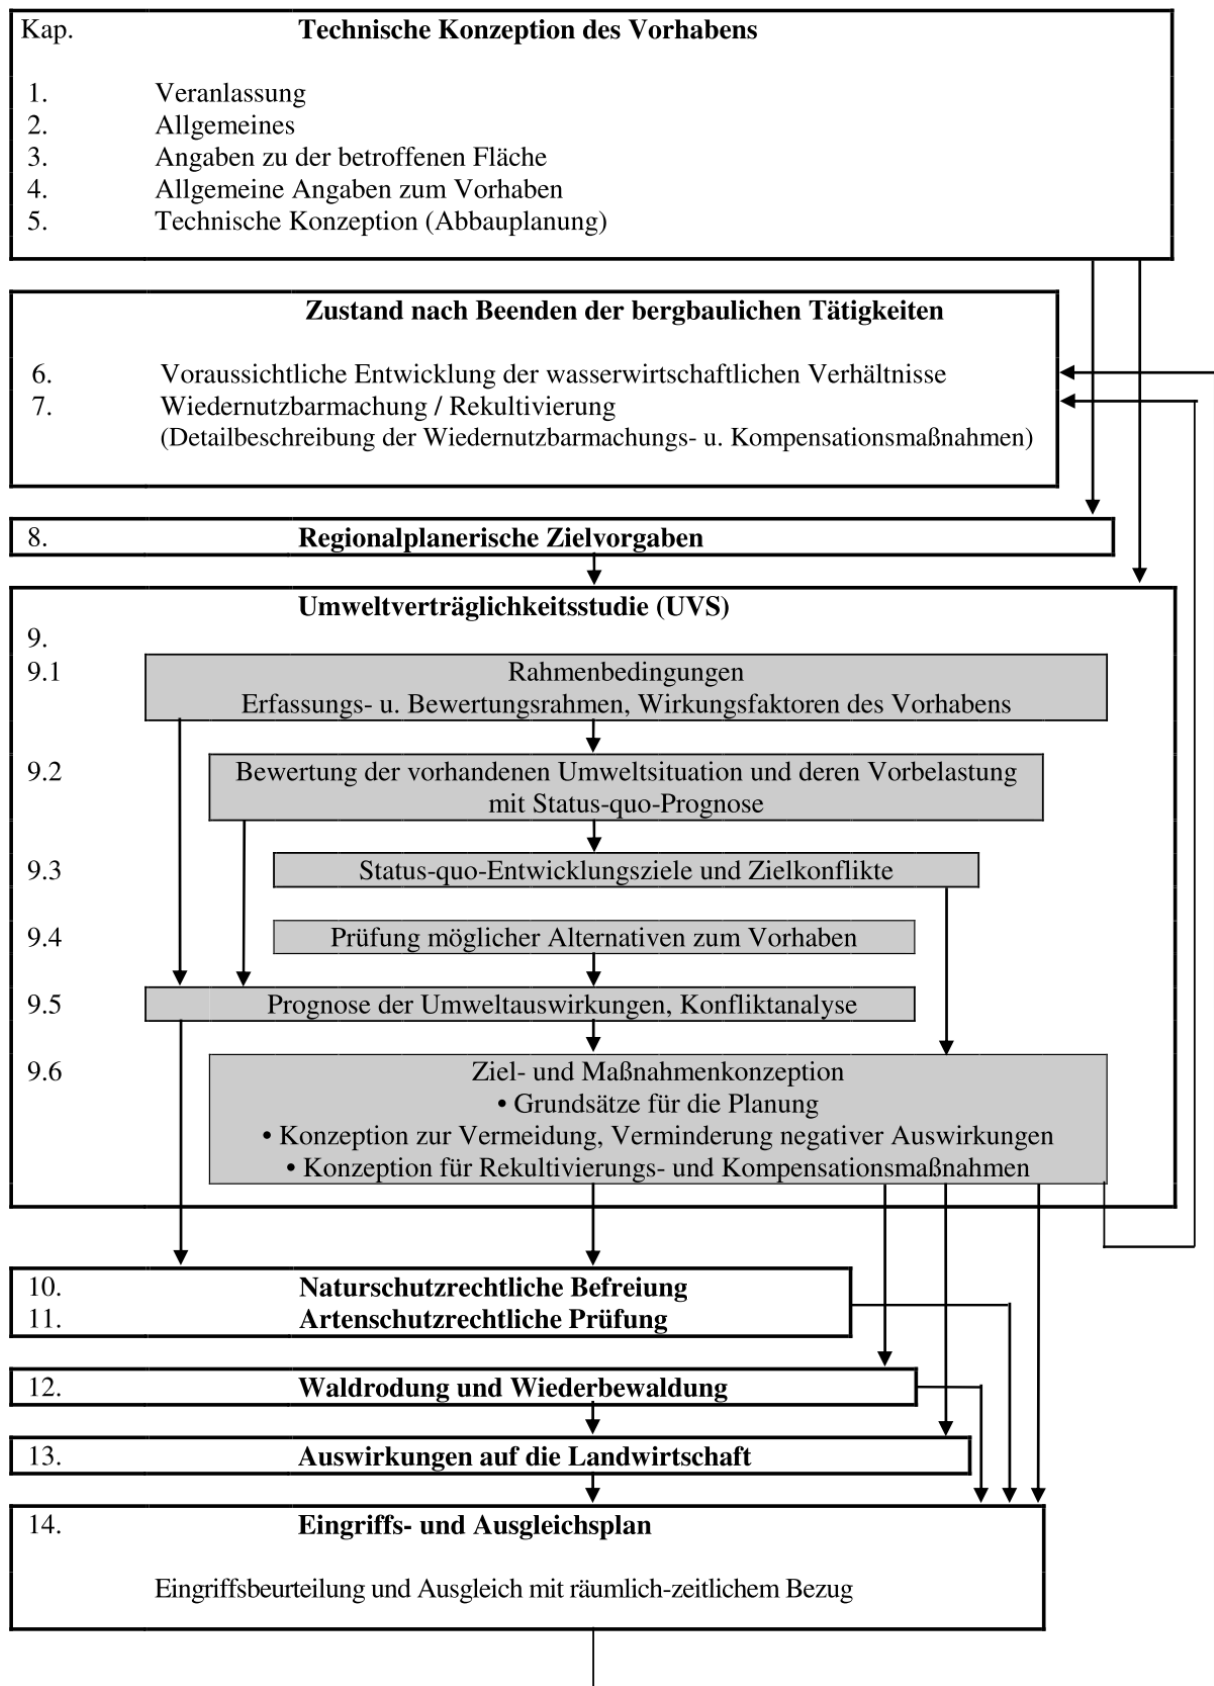 Kap. Technische Konzeption des Vorhabens
1. Veranlassung
2. Allgemeines
3. Angaben zu der betroffenen Fläche
4. Allgemeine Angaben zum Vorhaben
5. Technische Konzeption (Abbauplanung)
Zustand nach Beenden der bergbaulichen Tätigkeiten
6. Voraussichtliche Entwicklung der wasserwirtschaftlichen Verhältnisse
7. Wiedernutzbarmachung / Rekultivierung
(Detailbeschreibung der Wiedernutzbarmachungs- u. Kompensationsmaßnahmen)
8. Regionalplanerische Zielvorgaben
Umweltverträglichkeitsstudie (UVS)
9.
9.1 Rahmenbedingungen
Erfassungs- u. Bewertungsrahmen, Wirkungsfaktoren des Vorhabens
9.2 Bewertung der vorhandenen Umweltsituation und deren Vorbelastung
mit Status-quo-Prognose
9.3 Status-quo-Entwicklungsziele und Zielkonflikte
9.4 Prüfung möglicher Alternativen zum Vorhaben
9.5 Prognose der Umweltauswirkungen, Konfliktanalyse
9.6 Ziel- und Maßnahmenkonzeption
• Grundsätze für die Planung
• Konzeption zur Vermeidung, Verminderung negativer Auswirkungen
• Konzeption für Rekultivierungs- und Kompensationsmaßnahmen
10. Naturschutzrechtliche Befreiung
11. Artenschutzrechtliche Prüfung
12. Waldrodung und Wiederbewaldung
13. Auswirkungen auf die Landwirtschaft
14. Eingriffs- und Ausgleichsplan
Eingriffsbeurteilung und Ausgleich mit räumlich-zeitlichem Bezug